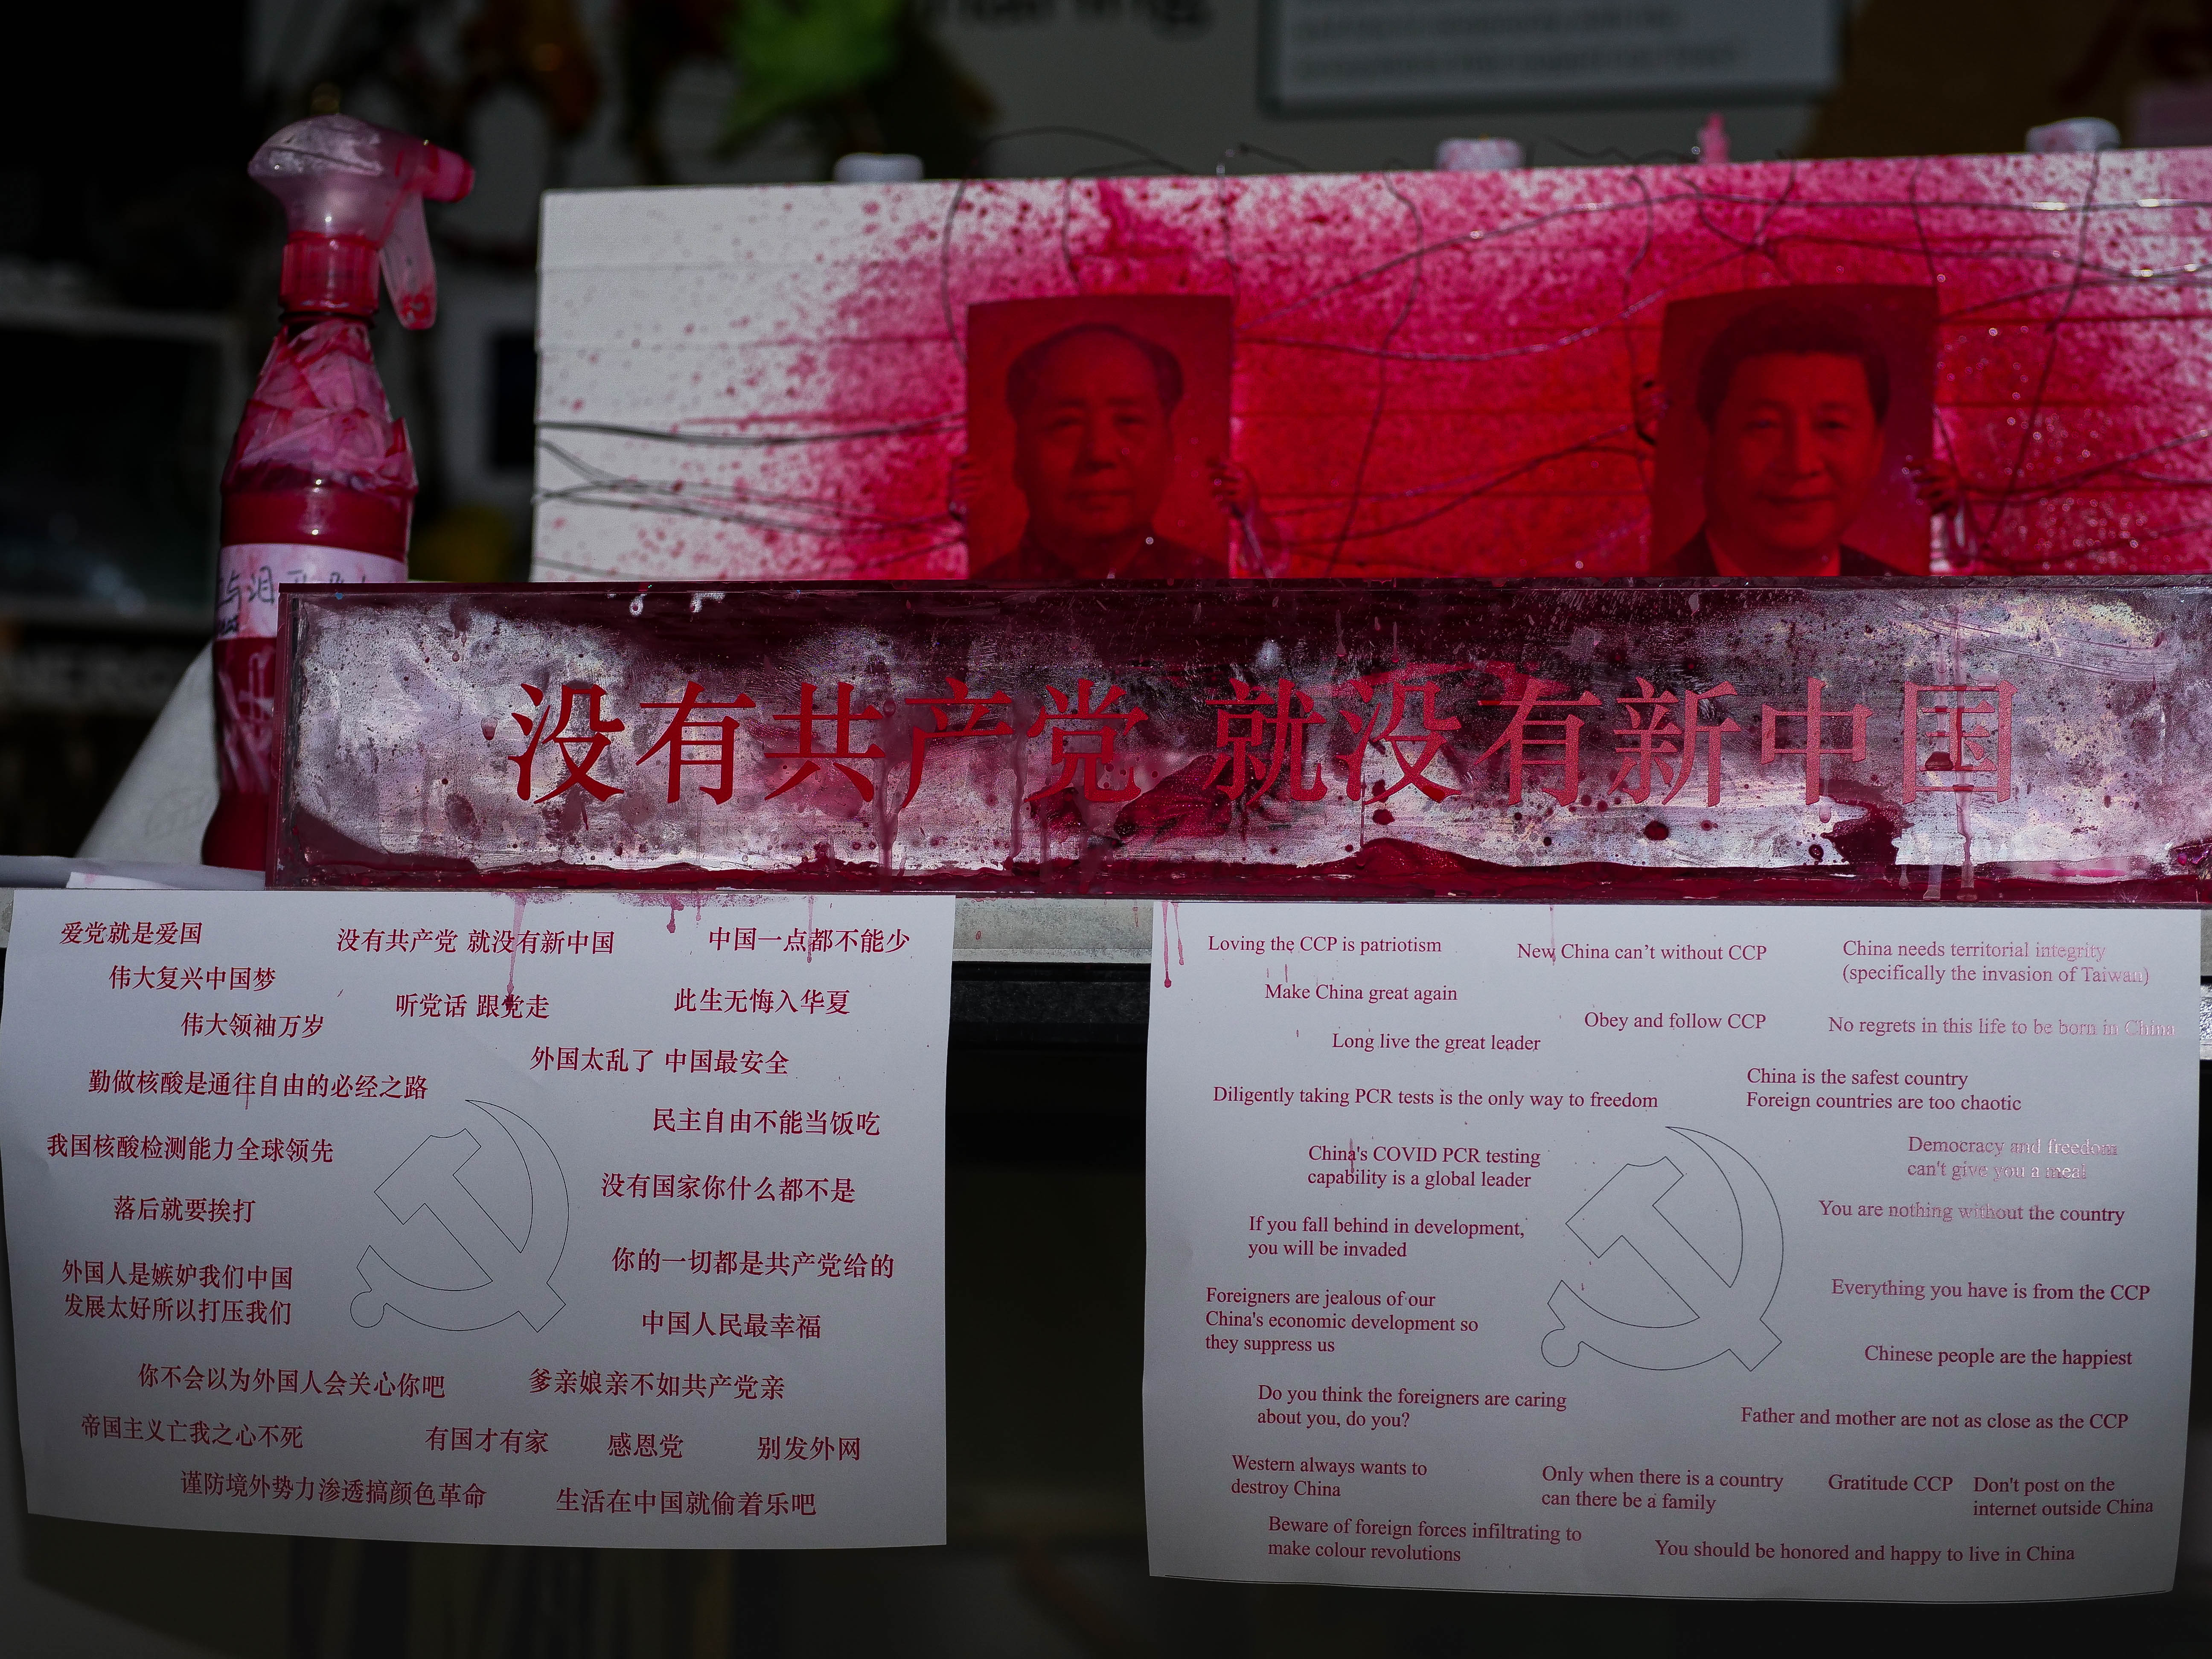 与泪
没有共产党 就没有新中国
爱党就是爱国
没有共产党 就没有新中国
中国一点都不能少
伟大复兴中国梦
听党话 跟党走
此生无悔入华夏
伟大领袖万岁
外国太乱了 中国最安全
勤做核酸是通往自由的必经之路
民主自由不能当饭吃
我国核酸检测能力全球领先
没有国家你什么都不是
落后就要挨打
你的一切都是共产党给的
外国人是嫉妒我们中国
发展太好所以打压我们
中国人民最幸福
你不会以为外国人会关心你吧
爹亲娘亲不如共产党亲
帝国主义亡我之心不死
有国才有家
感恩党
别发外网
谨防境外势力渗透搞颜色革命
生活在中国就偷着乐吧
Loving the CCP is patriotism
New China can't without CCP
China needs territorial integrity
(specifically the invasion of Taiwan)
Make China great again
Obey and follow CCP
No regrets in this life to be born in China
Long live the great leader
China is the safest country
Foreign countries are too chaotic
Diligently taking PCR tests is the only way to freedom
Democracy and freedom
can't give you a meal
China's COVID PCR testing
capability is a global leader
You are nothing without the country
If you fall behind in development,
you will be invaded
Everything you have is from the CCP
Foreigners are jealous of our
China's economic development so
they suppress us
Chinese people are the happiest
Do you think the foreigners are caring
about you, do you?
Father and mother are not as close as the CCP
Western always wants to
destroy China
Only when there is a country
can there be a family
Gratitude CCP
Don't post on the
internet outside China
Beware of foreign forces infiltrating to
make colour revolutions
You should be honored and happy to live in China